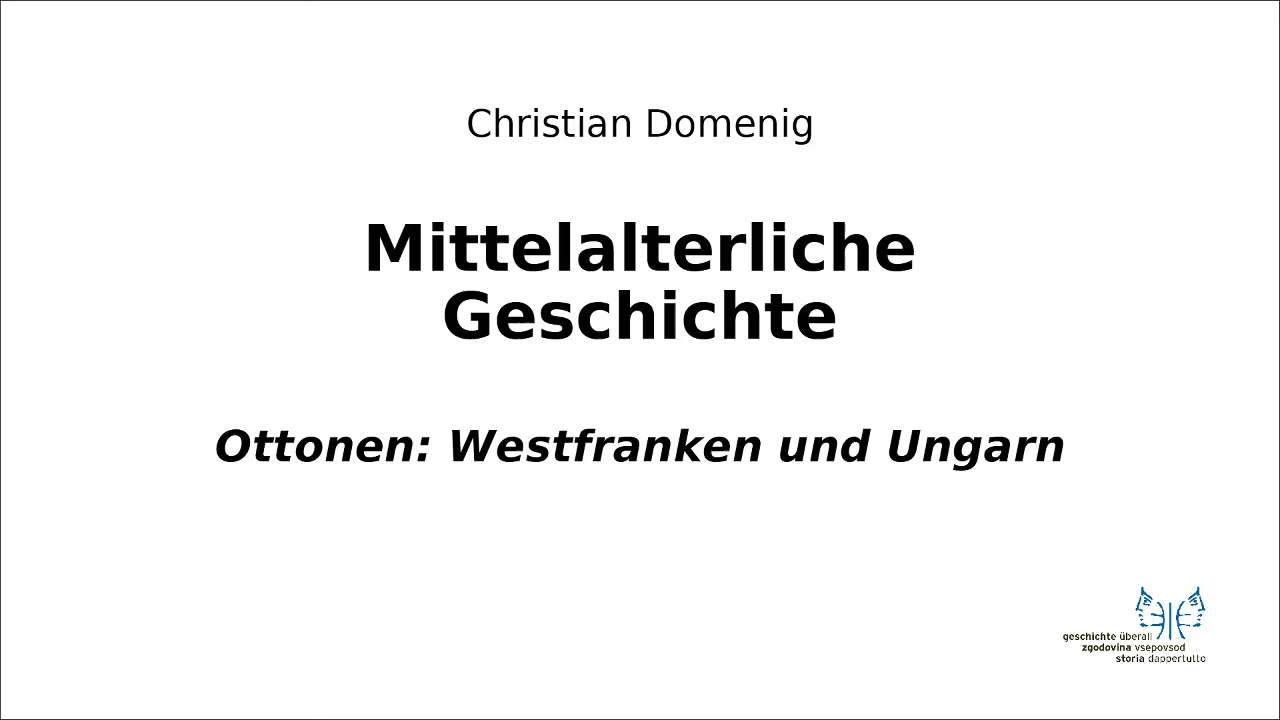 Christian Domenig
Mittelalterliche
Geschichte
Ottonen: Westfranken und Ungarn
geschichte überall
zgodovina vsepovsod
storia dappertutto